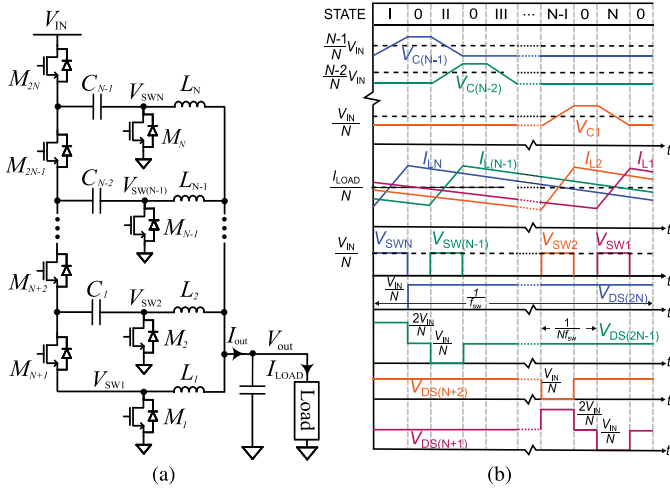 V_IN
M_2N
C_N-1
V_SWN
L_N
M_N
M_2N-1
C_N-2
V_SW(N-1)
L_N-1
M_N-1
M_N+2
C_1
V_SW2
L_2
M_2
M_N+1
I_out
V_out
V_SW1
L_1
M_1
I_LOAD
Load
(a)
STATE I 0 II 0 III ... N-I 0 N 0
N-1/N V_IN
V_C(N-1)
N-2/N V_IN
V_C(N-2)
V_IN/N
V_C1
t
I_LOAD/N
I_LN
I_L(N-1)
I_L2
I_L1
t
V_IN/N
V_SWN
V_SW(N-1)
V_SW2
V_SW1
t
V_IN/N
1/f_sw
V_DS(2N)
2V_IN/N
V_IN/N
1/Nf_sw
V_DS(2N-1)
V_DS(N+2)
V_IN/N
V_DS(N+1)
2V_IN/N
V_IN/N
t
(b)